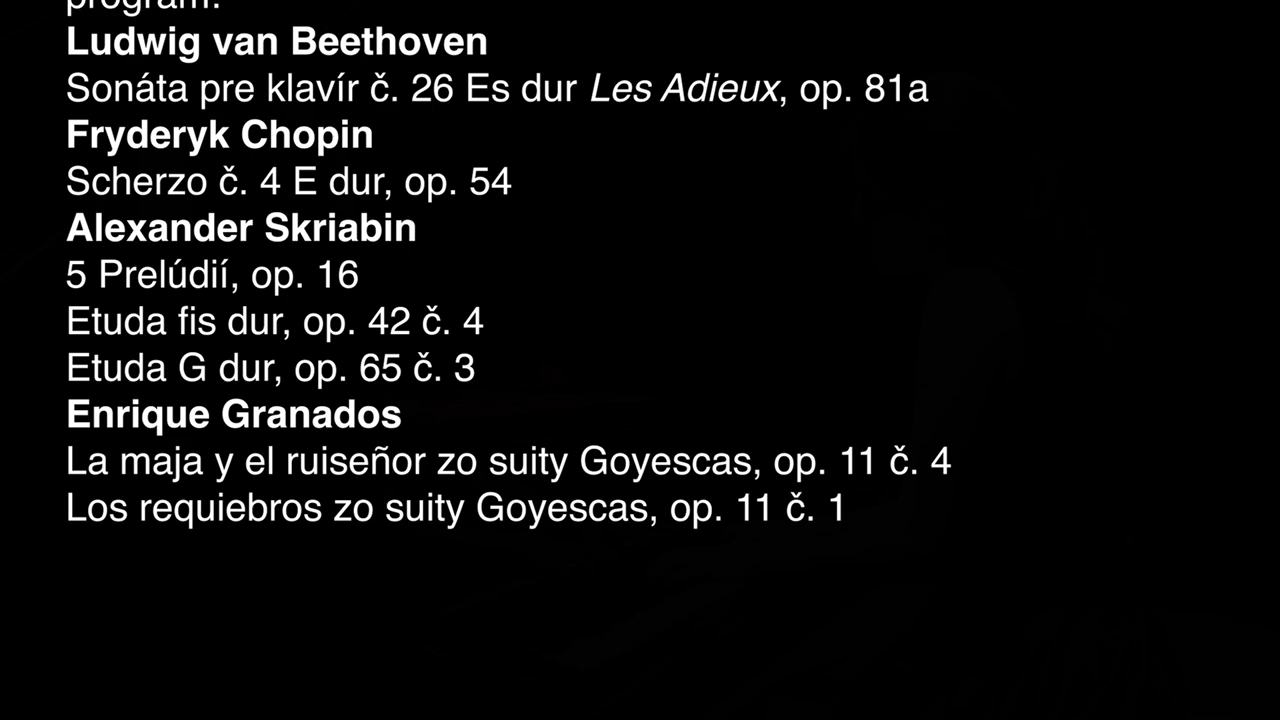 program:
Ludwig van Beethoven
Sonáta pre klavír č. 26 Es dur Les Adieux, op. 81a
Fryderyk Chopin
Scherzo č. 4 E dur, op. 54
Alexander Skriabin
5 Prelúdií, op. 16
Etuda fis dur, op. 42 č. 4
Etuda G dur, op. 65 č. 3
Enrique Granados
La maja y el ruiseñor zo suity Goyescas, op. 11 č. 4
Los requiebros zo suity Goyescas, op. 11 č. 1